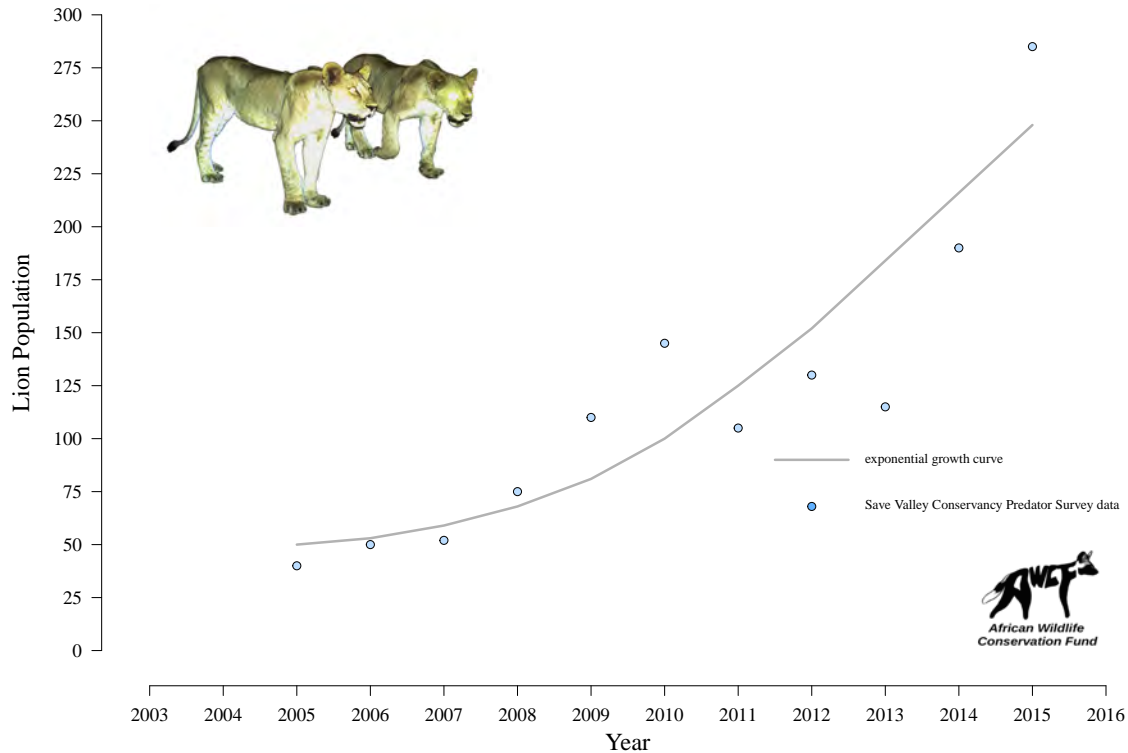 300
275
250
225
200
175
150
125
100
75
50
25
0
Lion Population
exponential growth curve
Save Valley Conservancy Predator Survey data
AWCF
African Wildlife
Conservation Fund
2003 2004 2005 2006 2007 2008 2009 2010 2011 2012 2013 2014 2015 2016
Year